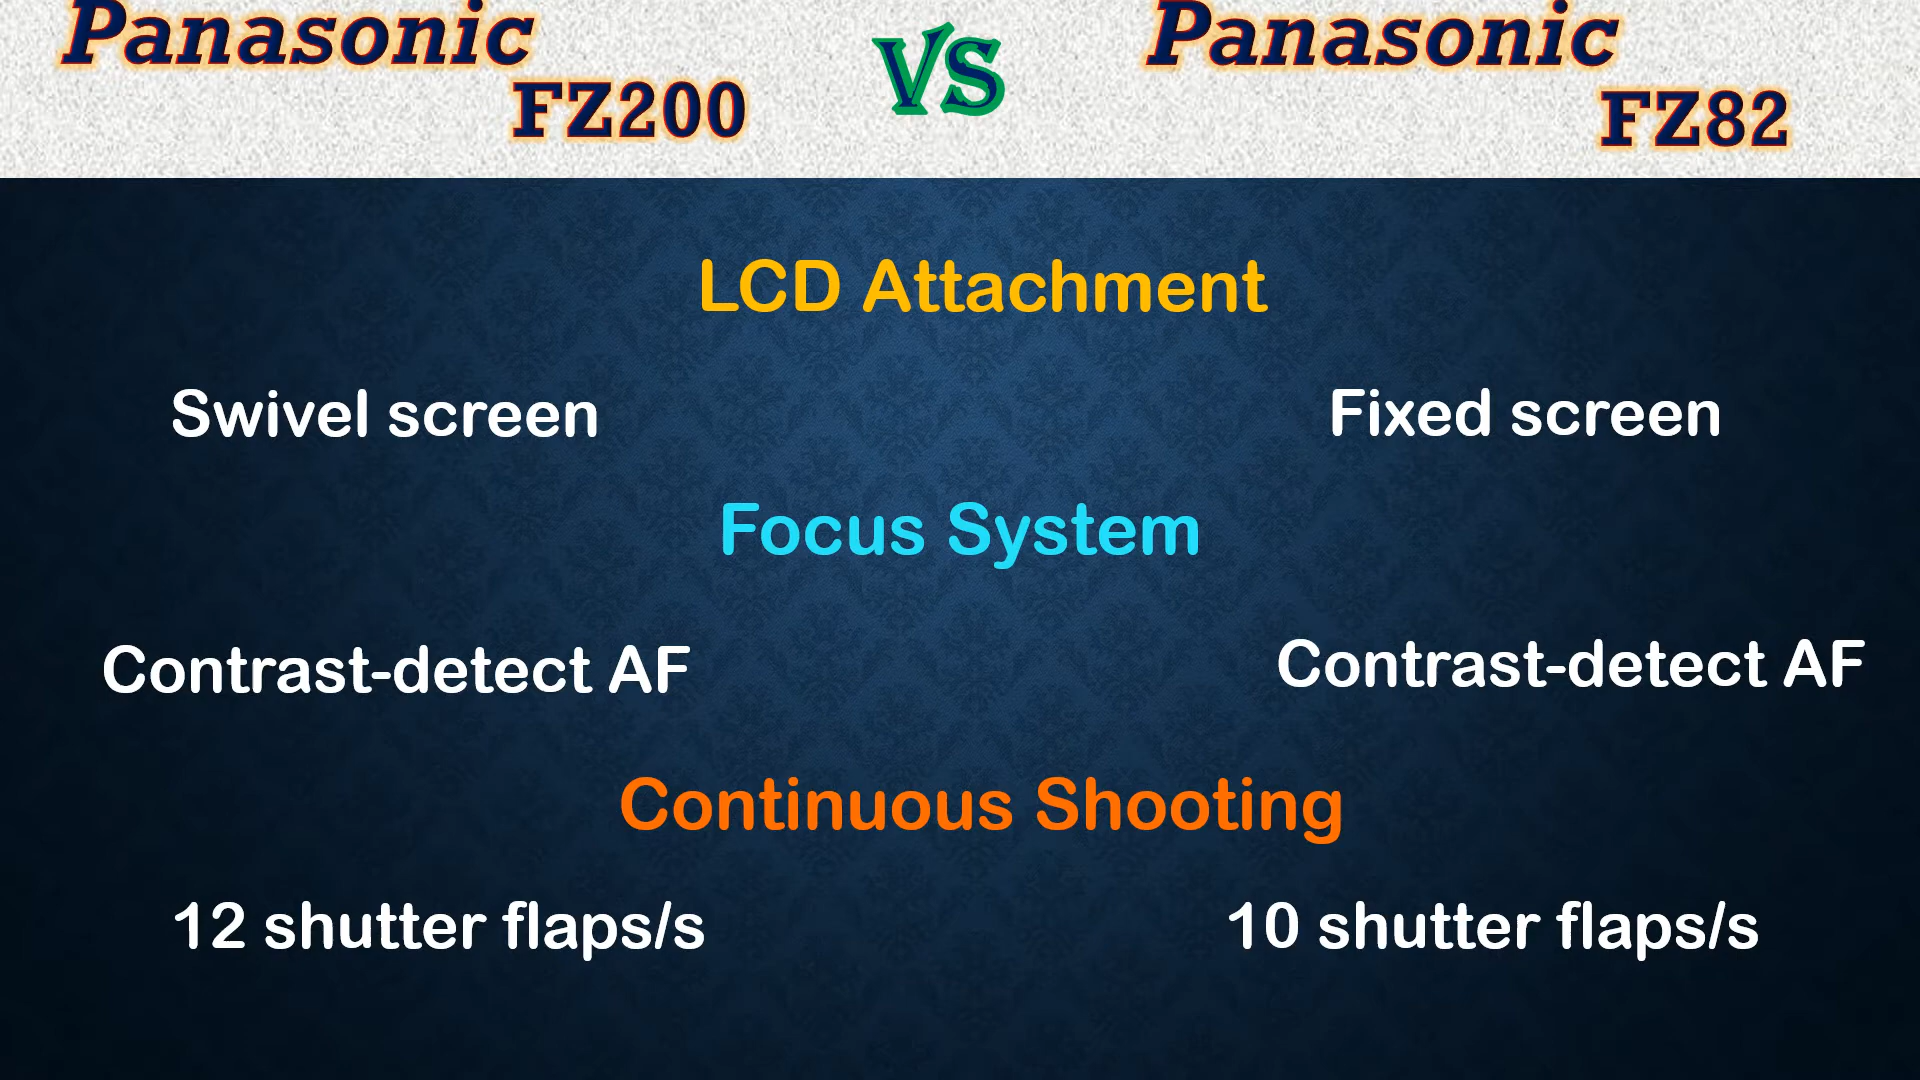 Panasonic
FZ200
VS
Panasonic
FZ82
LCD Attachment
Swivel screen
Fixed screen
Focus System
Contrast-detect AF
Contrast-detect AF
Continuous Shooting
12 shutter flaps/s
10 shutter flaps/s